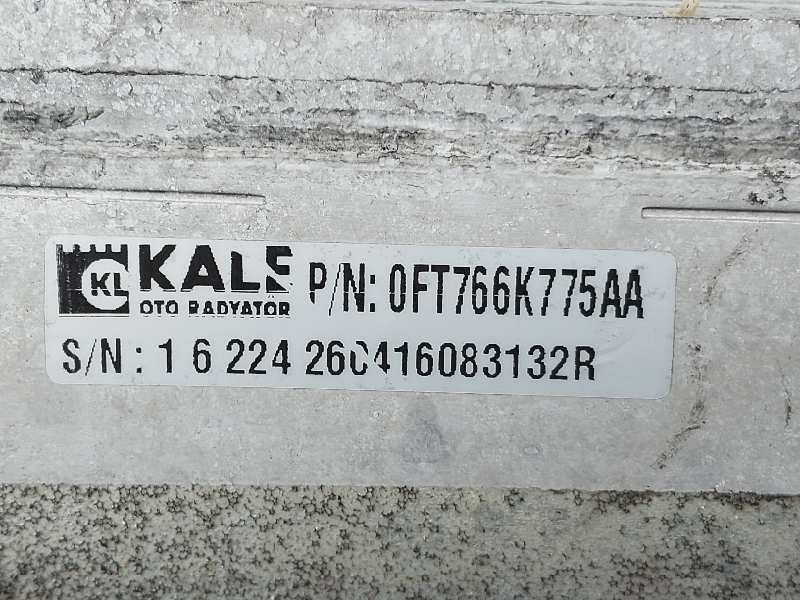 KL KALE P/N: 0FT766K775AA
OTO RADYATÖR
S/N: 1 6 224 260416083132R